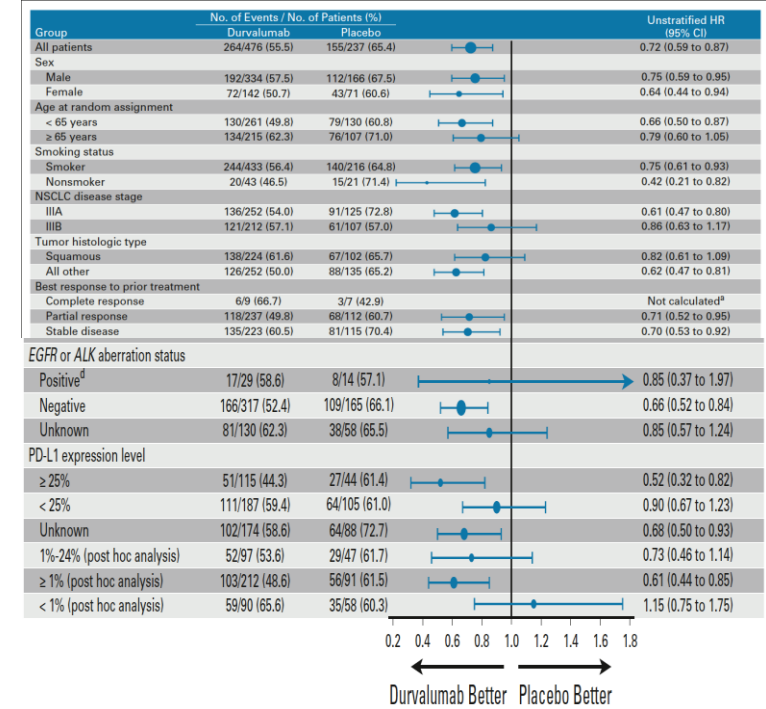 No. of Events / No. of Patients (%) Unstratified HR
Group Durvalumab Placebo (95% CI)
All patients 264/476 (55.5) 155/237 (65.4) 0.72 (0.59 to 0.87)
Sex
Male 192/334 (57.5) 112/166 (67.5) 0.75 (0.59 to 0.95)
Female 72/142 (50.7) 43/71 (60.6) 0.64 (0.44 to 0.94)
Age at random assignment
< 65 years 130/261 (49.8) 79/130 (60.8) 0.66 (0.50 to 0.87)
≥ 65 years 134/215 (62.3) 76/107 (71.0) 0.79 (0.60 to 1.05)
Smoking status
Smoker 244/433 (56.4) 140/216 (64.8) 0.75 (0.61 to 0.93)
Nonsmoker 20/43 (46.5) 15/21 (71.4) 0.42 (0.21 to 0.82)
NSCLC disease stage
IIIA 136/252 (54.0) 91/125 (72.8) 0.61 (0.47 to 0.80)
IIIB 121/212 (57.1) 61/107 (57.0) 0.86 (0.63 to 1.17)
Tumor histologic type
Squamous 138/224 (61.6) 67/102 (65.7) 0.82 (0.61 to 1.09)
All other 126/252 (50.0) 88/135 (65.2) 0.62 (0.47 to 0.81)
Best response to prior treatment
Complete response 6/9 (66.7) 3/7 (42.9) Not calculatedª
Partial response 118/237 (49.8) 68/112 (60.7) 0.71 (0.52 to 0.95)
Stable disease 135/223 (60.5) 81/115 (70.4) 0.70 (0.53 to 0.92)
EGFR or ALK aberration status
Positiveᵈ 17/29 (58.6) 8/14 (57.1) 0.85 (0.37 to 1.97)
Negative 166/317 (52.4) 109/165 (66.1) 0.66 (0.52 to 0.84)
Unknown 81/130 (62.3) 38/58 (65.5) 0.85 (0.57 to 1.24)
PD-L1 expression level
≥ 25% 51/115 (44.3) 27/44 (61.4) 0.52 (0.32 to 0.82)
< 25% 111/187 (59.4) 64/105 (61.0) 0.90 (0.67 to 1.23)
Unknown 102/174 (58.6) 64/88 (72.7) 0.68 (0.50 to 0.93)
1%-24% (post hoc analysis) 52/97 (53.6) 29/47 (61.7) 0.73 (0.46 to 1.14)
≥ 1% (post hoc analysis) 103/212 (48.6) 56/91 (61.5) 0.61 (0.44 to 0.85)
< 1% (post hoc analysis) 59/90 (65.6) 35/58 (60.3) 1.15 (0.75 to 1.75)
0.2 0.4 0.6 0.8 1.0 1.2 1.4 1.6 1.8
Durvalumab Better Placebo Better